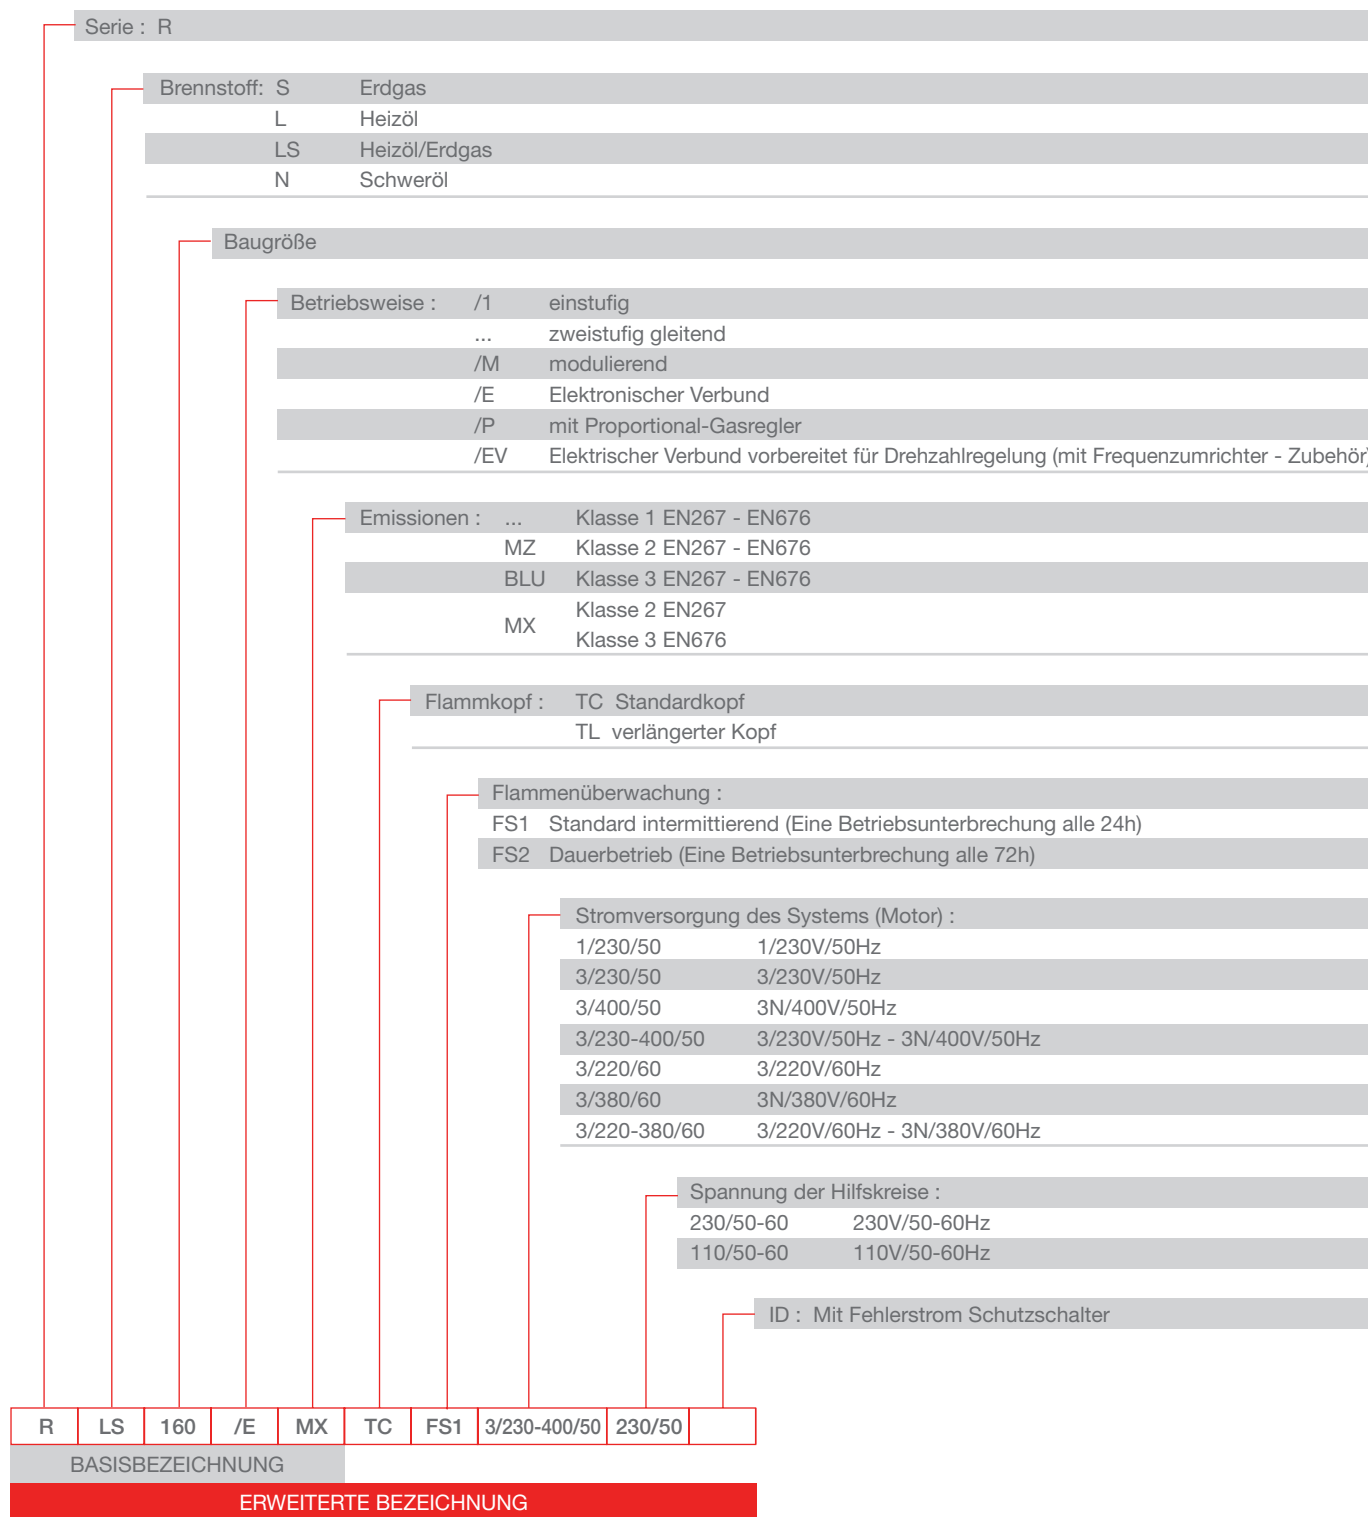 Serie : R
Brennstoff: S Erdgas
L Heizöl
LS Heizöl/Erdgas
N Schweröl
Baugröße
Betriebsweise : /1 einstufig
... zweistufig gleitend
/M modulierend
/E Elektronischer Verbund
/P mit Proportional-Gasregler
/EV Elektrischer Verbund vorbereitet für Drehzahlregelung (mit Frequenzumrichter - Zubehör)
Emissionen : ... Klasse 1 EN267 - EN676
MZ Klasse 2 EN267 - EN676
BLU Klasse 3 EN267 - EN676
MX Klasse 2 EN267
Klasse 3 EN676
Flammkopf : TC Standardkopf
TL verlängerter Kopf
Flammenüberwachung :
FS1 Standard intermittierend (Eine Betriebsunterbrechung alle 24h)
FS2 Dauerbetrieb (Eine Betriebsunterbrechung alle 72h)
Stromversorgung des Systems (Motor) :
1/230/50 1/230V/50Hz
3/230/50 3/230V/50Hz
3/400/50 3N/400V/50Hz
3/230-400/50 3/230V/50Hz - 3N/400V/50Hz
3/220/60 3/220V/60Hz
3/380/60 3N/380V/60Hz
3/220-380/60 3/220V/60Hz - 3N/380V/60Hz
Spannung der Hilfskreise :
230/50-60 230V/50-60Hz
110/50-60 110V/50-60Hz
ID : Mit Fehlerstrom Schutzschalter
R LS 160 /E MX TC FS1 3/230-400/50 230/50
BASISBEZEICHNUNG
ERWEITERTE BEZEICHNUNG